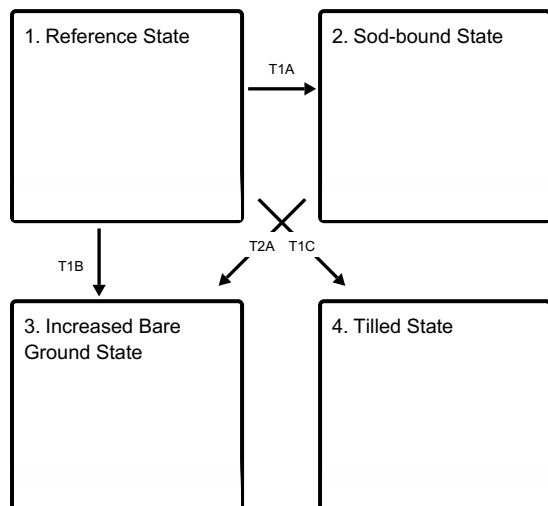 1. Reference State
2. Sod-bound State
T1A
T2A
T1C
T1B
3. Increased Bare
Ground State
4. Tilled State